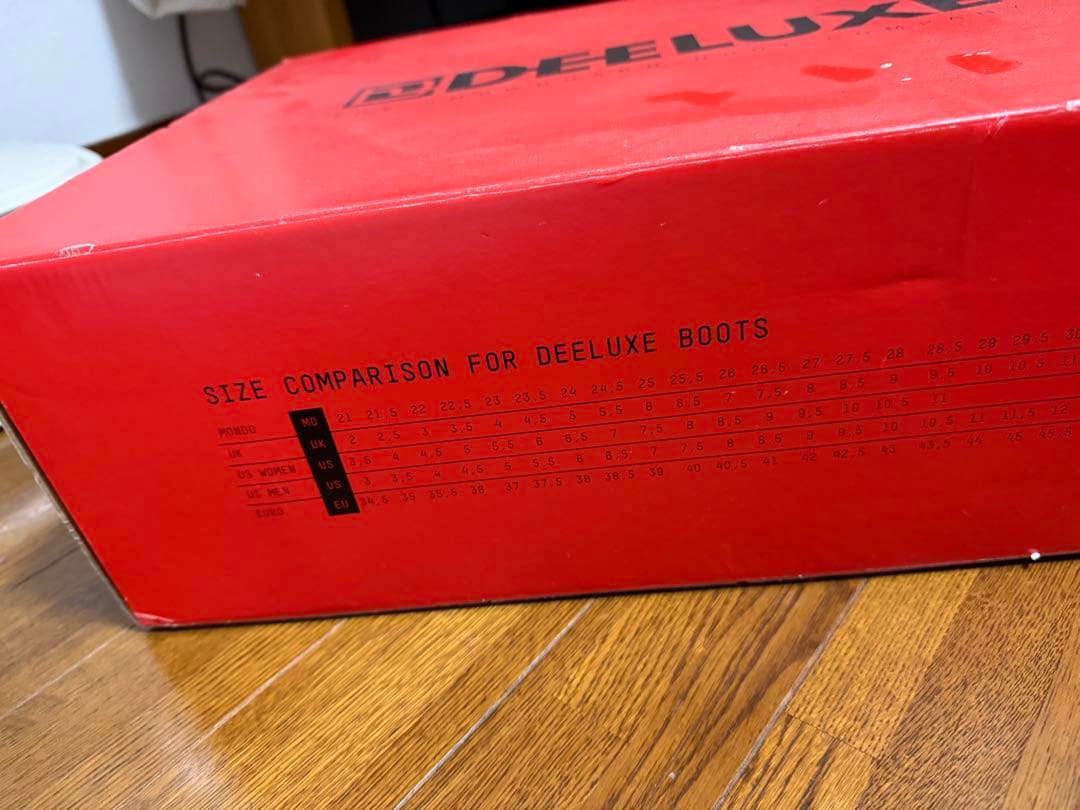 DEELUXE
SIZE COMPARISON FOR DEELUXE BOOTS
MONDO MO 21 21,5 22 22,5 23 23,5 24 24,5 25 25,5 26 26,5 27 27,5 28 28,5 29 29,5
UK UK 2 2,5 3 3,5 4 4,5 5 5,5 6 6,5 7 7,5 8 8,5 9 9,5 10 10,5
US WOMEN US 3,5 4 4,5 5 5,5 6 6,5 7 7,5 8 8,5 9 9,5 10 10,5 11
US MEN US 3 3,5 4 4,5 5 5,5 6 6,5 7 7,5 8 8,5 9 9,5 10 10,5 11 11,5 12
EURO EU 34,5 35 35,5 36 37 37,5 38 38,5 39 40 40,5 41 42 42,5 43 43,5 44 45 45,5